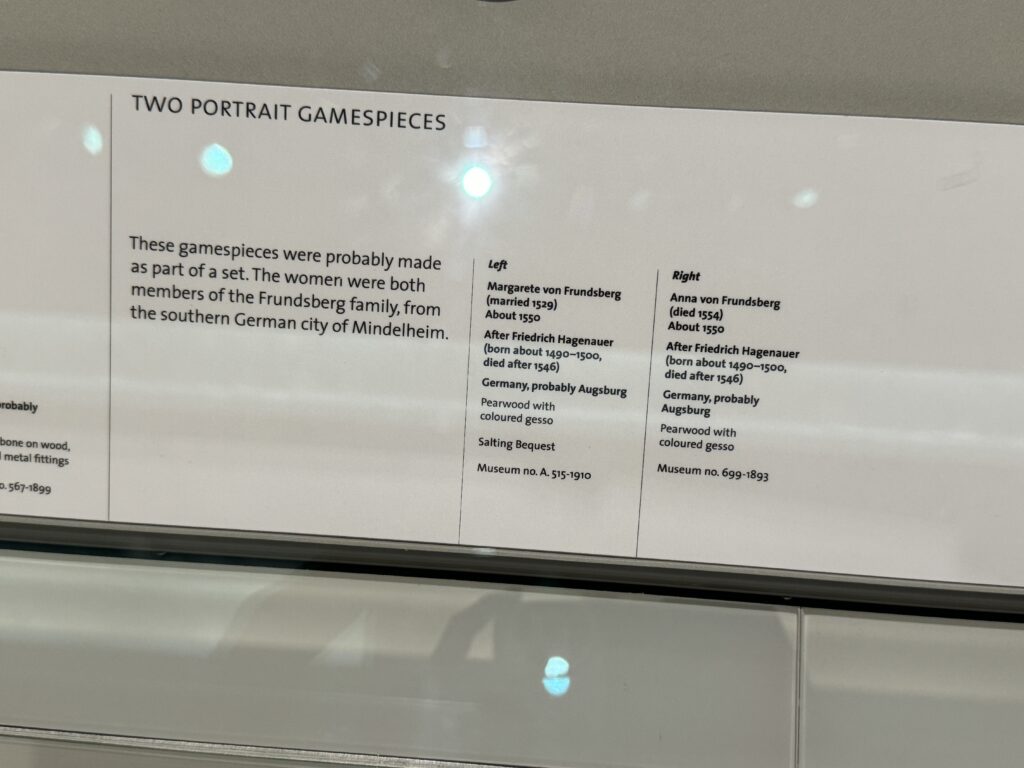 TWO PORTRAIT GAMESPIECES
These gamespieces were probably made
as part of a set. The women were both
members of the Frundsberg family, from
the southern German city of Mindelheim.
Left
Margarete von Frundsberg
(married 1529)
About 1550
After Friedrich Hagenauer
(born about 1490–1500,
died after 1546)
Germany, probably Augsburg
Pearwood with
coloured gesso
Salting Bequest
Museum no. A. 515-1910
Right
Anna von Frundsberg
(died 1554)
About 1550
After Friedrich Hagenauer
(born about 1490–1500,
died after 1546)
Germany, probably
Augsburg
Pearwood with
coloured gesso
Museum no. 699-1893
probably
bone on wood,
metal fittings
o. 567-1899